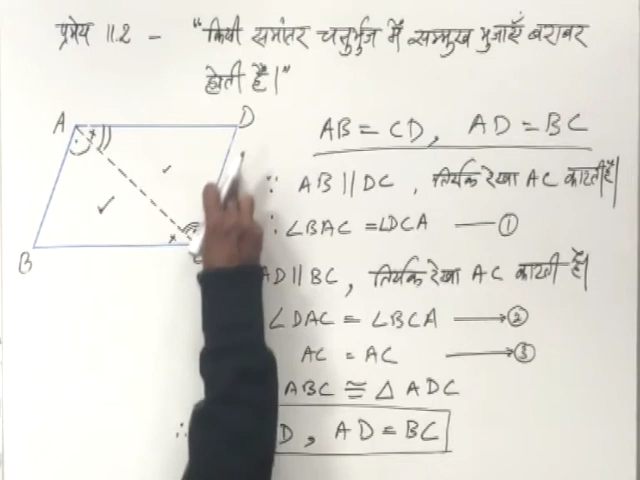 प्रमेय 11.2 - "किसी समांतर चतुर्भुज में सम्मुख भुजाएँ बराबर
होती हैं।"
A D
B
AB = CD, AD = BC
∵ AB || DC, तिर्यक रेखा AC काटती है।
∴ ∠BAC = ∠DCA — ①
AD || BC, तिर्यक रेखा AC काटती है।
∠DAC = ∠BCA → ②
AC = AC → ③
ABC ≅ △ ADC
∴ D, AD = BC